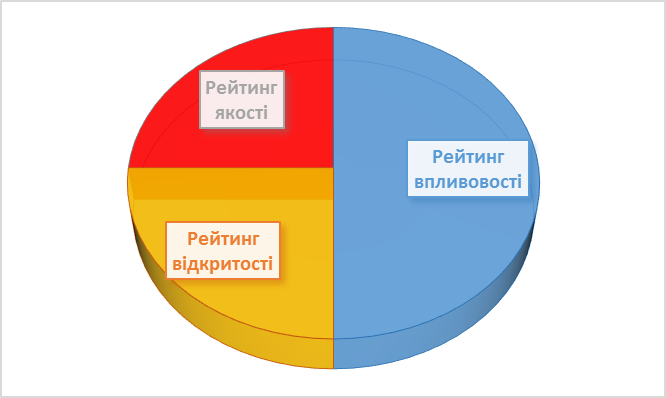 Рейтинг
якості
Рейтинг
впливовості
Рейтинг
відкритості